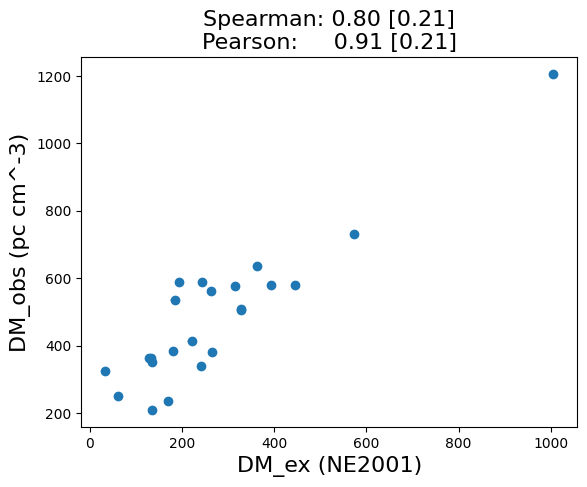 Spearman: 0.80 [0.21]
Pearson: 0.91 [0.21]
1200
1000
800
600
400
200
DM_obs (pc cm^-3)
0 200 400 600 800 1000
DM_ex (NE2001)